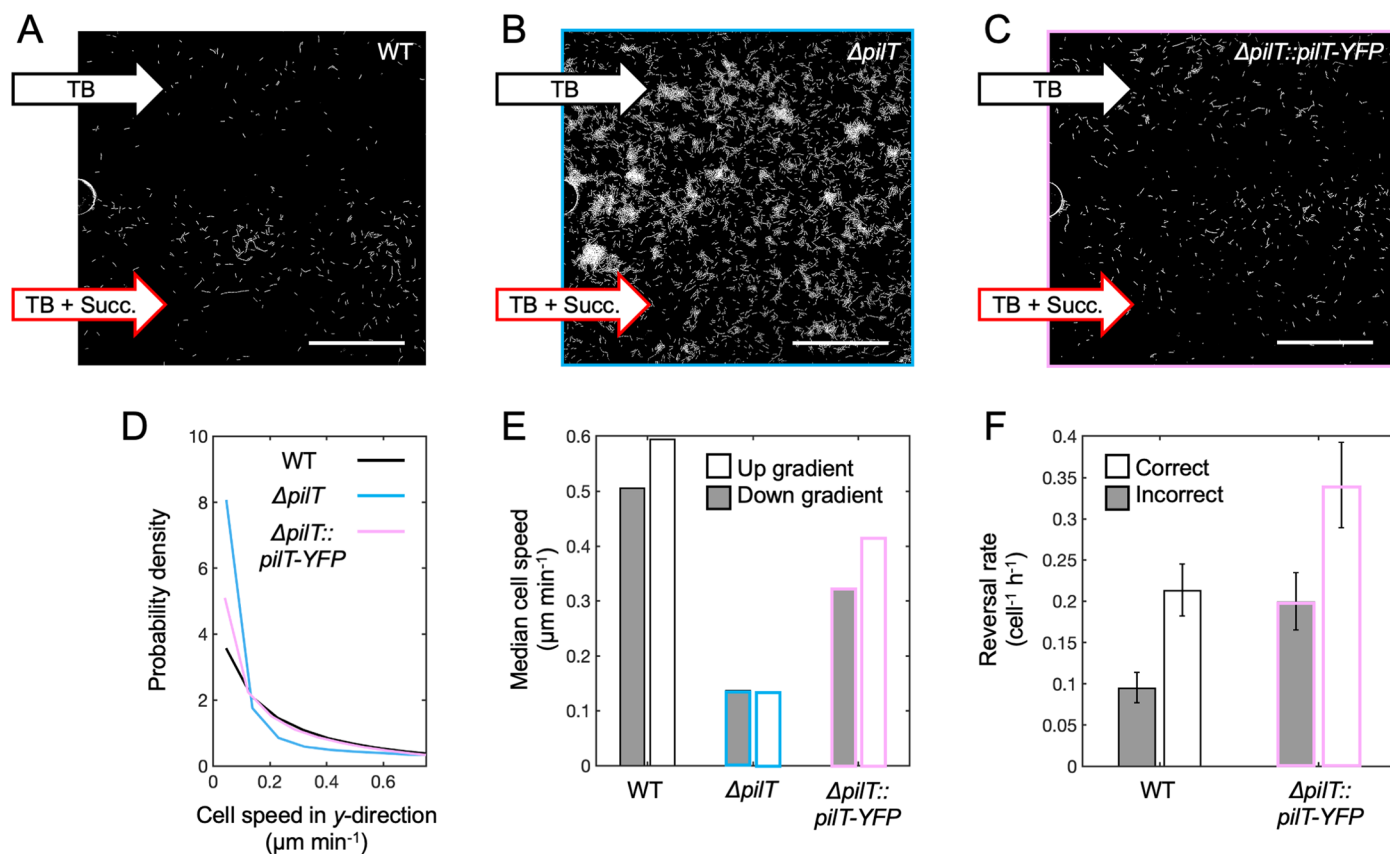 A
WT
TB
TB + Succ.
B
ΔpilT
TB
TB + Succ.
C
ΔpilT::pilT-YFP
TB
TB + Succ.
D
10
8
6
4
2
0
Probability density
WT
ΔpilT
ΔpilT::
pilT-YFP
0.2
0.4
0.6
Cell speed in y-direction
(µm min⁻¹)
E
0.6
0.5
0.4
0.3
0.2
0.1
0
Median cell speed
(µm min⁻¹)
Up gradient
Down gradient
WT
ΔpilT
ΔpilT::
pilT-YFP
F
0.4
0.35
0.3
0.25
0.2
0.15
0.1
0.05
0
Reversal rate
(cell⁻¹ h⁻¹)
Correct
Incorrect
WT
ΔpilT::
pilT-YFP